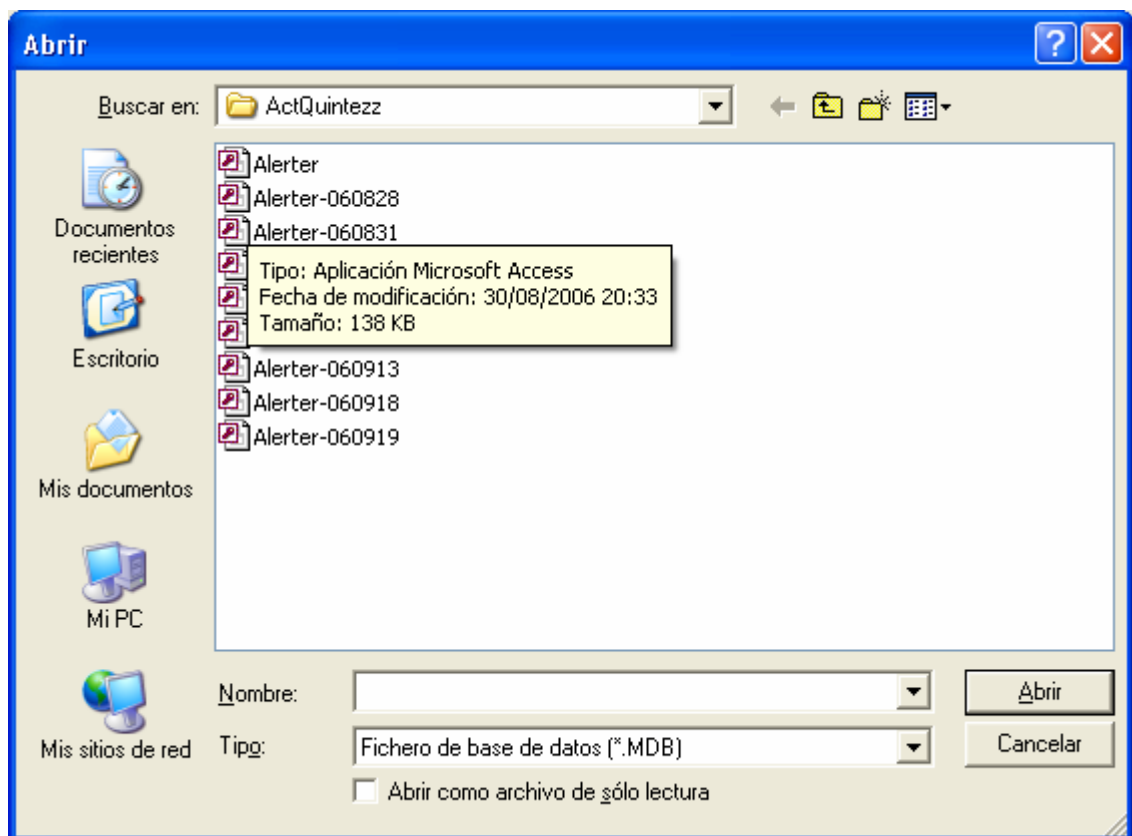 Abrir
Buscar en: ActQuintezz
Documentos
recientes
Escritorio
Mis documentos
Mi PC
Mis sitios de red
Alerter
Alerter-060828
Alerter-060831
Tipo: Aplicación Microsoft Access
Fecha de modificación: 30/08/2006 20:33
Tamaño: 138 KB
Alerter-060913
Alerter-060918
Alerter-060919
Nombre:
Abrir
Tipo: Fichero de base de datos (*.MDB)
Cancelar
Abrir como archivo de sólo lectura